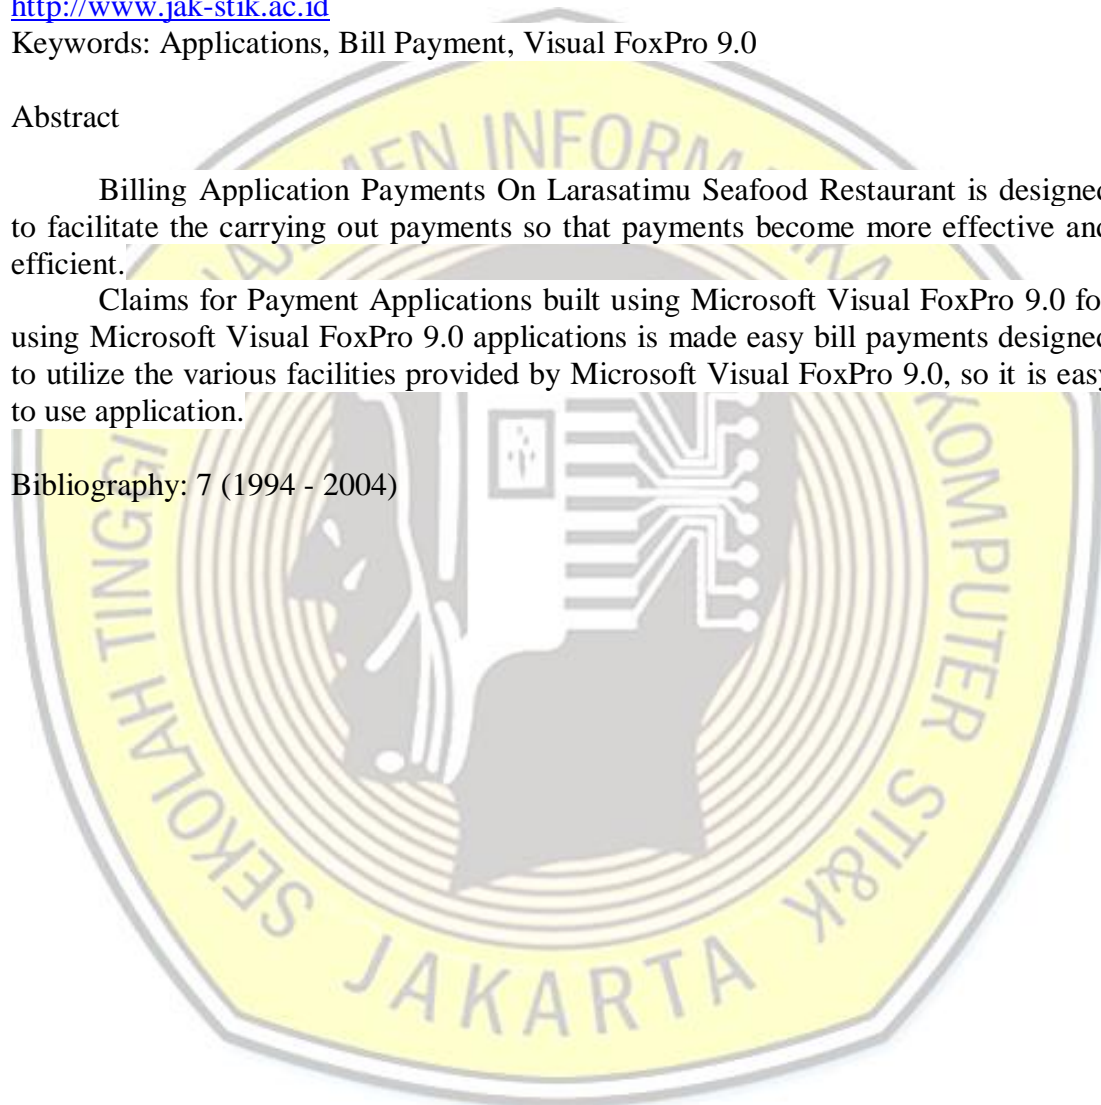 http://www.jak-stik.ac.id
Keywords: Applications, Bill Payment, Visual FoxPro 9.0
Abstract
Billing Application Payments On Larasatimu Seafood Restaurant is designed
to facilitate the carrying out payments so that payments become more effective and
efficient.
Claims for Payment Applications built using Microsoft Visual FoxPro 9.0 fo
using Microsoft Visual FoxPro 9.0 applications is made easy bill payments designed
to utilize the various facilities provided by Microsoft Visual FoxPro 9.0, so it is easy
to use application.
Bibliography: 7 (1994 - 2004)
SEKOLAH TINGGI
KOMPUTER STI&K
JAKARTA